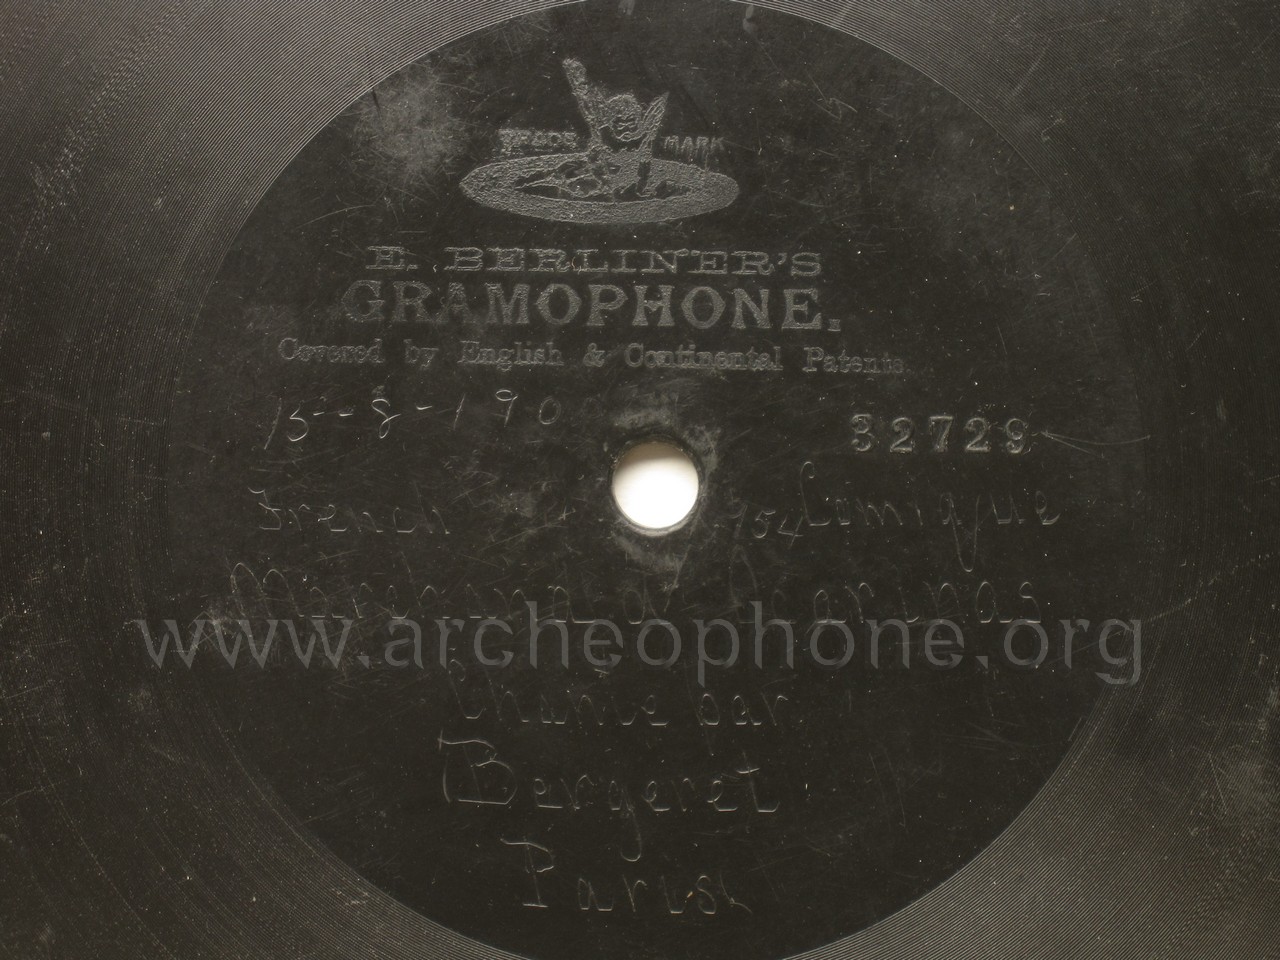 TRADE MARK
E. BERLINER'S
GRAMOPHONE.
Covered by English & Continental Patents.
15-8-190
32729
French
Comique
Marchand d
www.archeophone.org
Chanté par
Bergeret
Paris